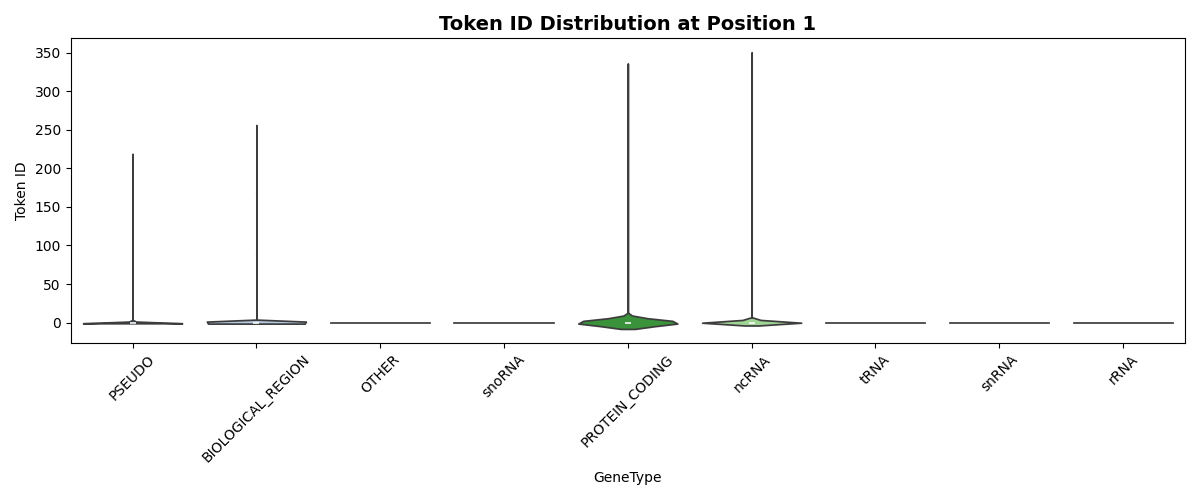 Token ID Distribution at Position 1
350
300
250
200
150
100
50
0
Token ID
PSEUDO
BIOLOGICAL_REGION
OTHER
snoRNA
PROTEIN_CODING
ncRNA
tRNA
snRNA
rRNA
GeneType